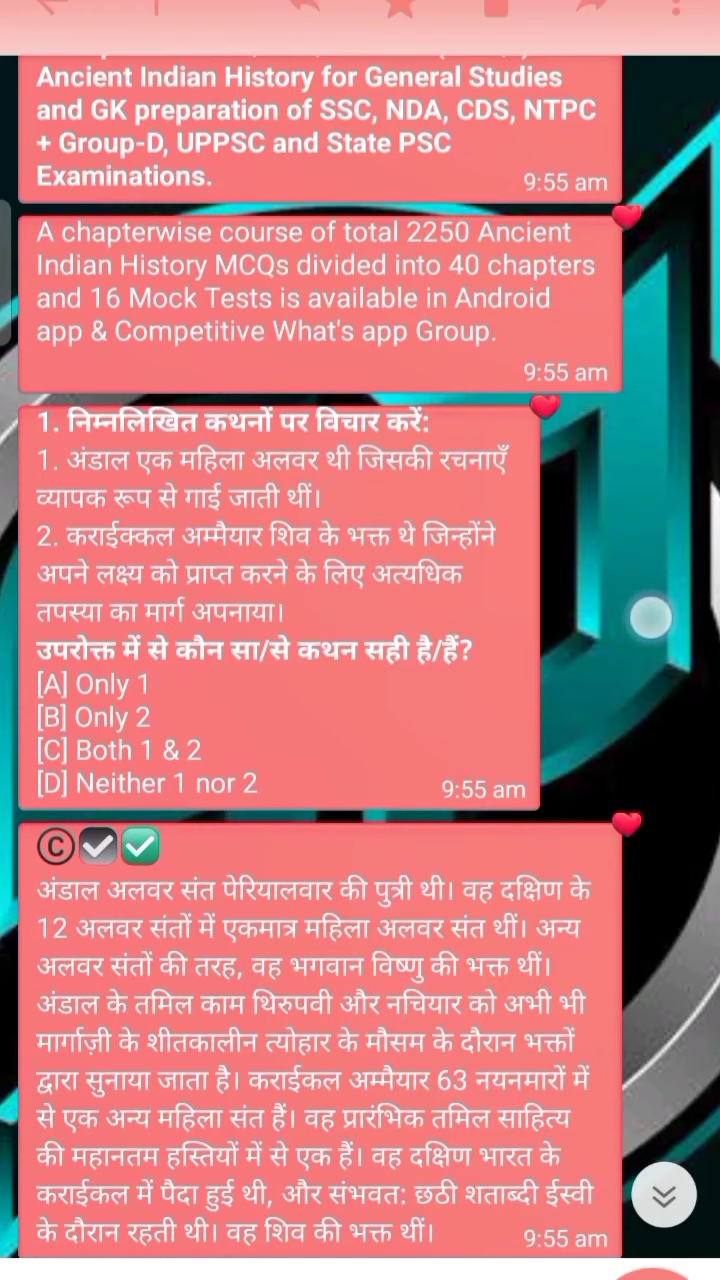 Ancient Indian History for General Studies
and GK preparation of SSC, NDA, CDS, NTPC
+ Group-D, UPPSC and State PSC
Examinations.
9:55 am
A chapterwise course of total 2250 Ancient
Indian History MCQs divided into 40 chapters
and 16 Mock Tests is available in Android
app & Competitive What's app Group.
9:55 am
1. निम्नलिखित कथनों पर विचार करें:
1. अंडाल एक महिला अलवर थी जिसकी रचनाएँ
व्यापक रूप से गाई जाती थीं।
2. कराईक्कल अम्मैयार शिव के भक्त थे जिन्होंने
अपने लक्ष्य को प्राप्त करने के लिए अत्यधिक
तपस्या का मार्ग अपनाया।
उपरोक्त में से कौन सा/से कथन सही है/हैं?
[A] Only 1
[B] Only 2
[C] Both 1 & 2
[D] Neither 1 nor 2
9:55 am
©✔️✅
अंडाल अलवर संत पेरियालवार की पुत्री थी। वह दक्षिण के
12 अलवर संतों में एकमात्र महिला अलवर संत थीं। अन्य
अलवर संतों की तरह, वह भगवान विष्णु की भक्त थीं।
अंडाल के तमिल काम थिरुपवी और नचियार को अभी भी
मार्गाज़ी के शीतकालीन त्योहार के मौसम के दौरान भक्तों
द्वारा सुनाया जाता है। कराईकल अम्मैयार 63 नयनमारों में
से एक अन्य महिला संत हैं। वह प्रारंभिक तमिल साहित्य
की महानतम हस्तियों में से एक हैं। वह दक्षिण भारत के
कराईकल में पैदा हुई थी, और संभवत: छठी शताब्दी ईस्वी
के दौरान रहती थी। वह शिव की भक्त थीं।
9:55 am